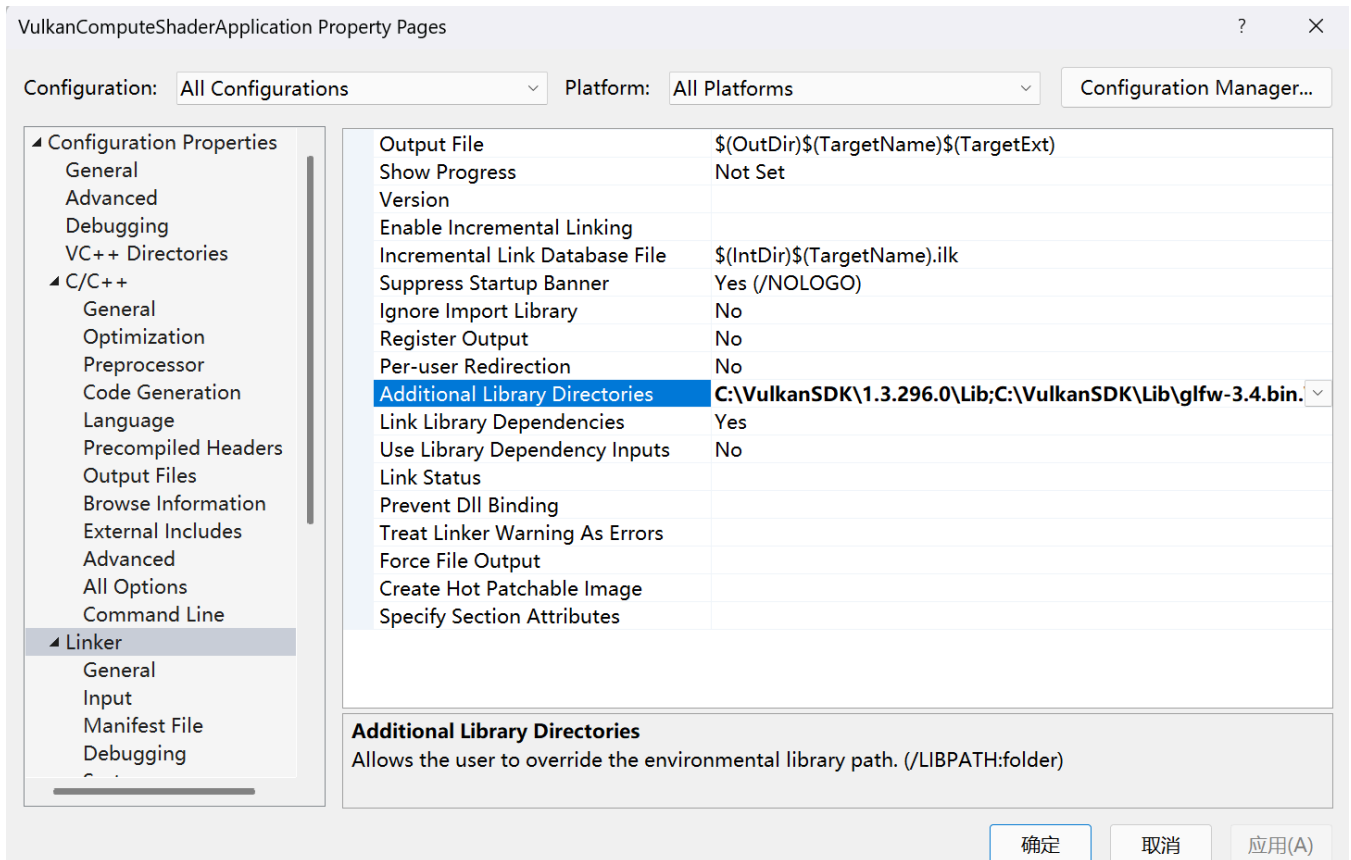 VulkanComputeShaderApplication Property Pages
?
Configuration: All Configurations Platform: All Platforms Configuration Manager...
Configuration Properties
General
Advanced
Debugging
VC++ Directories
C/C++
General
Optimization
Preprocessor
Code Generation
Language
Precompiled Headers
Output Files
Browse Information
External Includes
Advanced
All Options
Command Line
Linker
General
Input
Manifest File
Debugging
Output File $(OutDir)$(TargetName)$(TargetExt)
Show Progress Not Set
Version
Enable Incremental Linking
Incremental Link Database File $(IntDir)$(TargetName).ilk
Suppress Startup Banner Yes (/NOLOGO)
Ignore Import Library No
Register Output No
Per-user Redirection No
Additional Library Directories C:\VulkanSDK\1.3.296.0\Lib;C:\VulkanSDK\Lib\glfw-3.4.bin.
Link Library Dependencies Yes
Use Library Dependency Inputs No
Link Status
Prevent Dll Binding
Treat Linker Warning As Errors
Force File Output
Create Hot Patchable Image
Specify Section Attributes
Additional Library Directories
Allows the user to override the environmental library path. (/LIBPATH:folder)
确定 取消 应用(A)